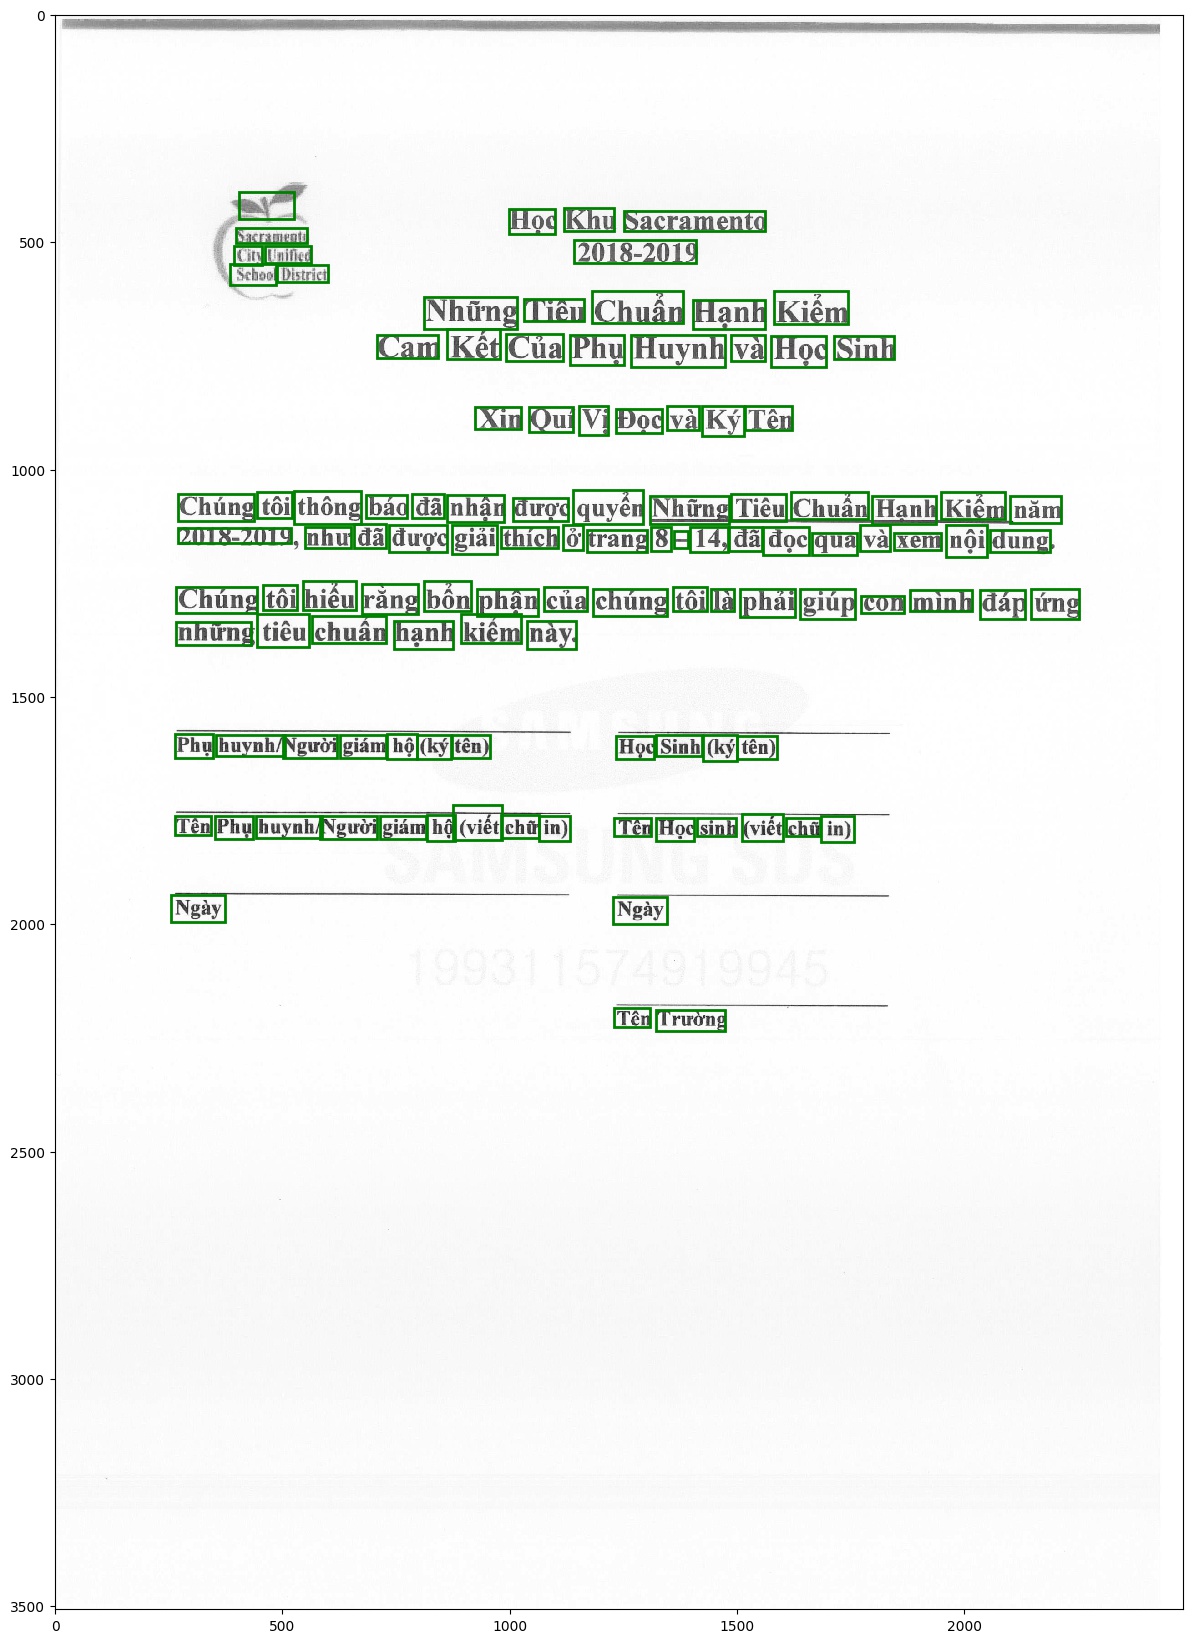 Sacramento
City Unified
School District
Học Khu Sacramento
2018-2019
Những Tiêu Chuẩn Hạnh Kiểm
Cam Kết Của Phụ Huynh và Học Sinh
Xin Quí Vị Đọc và Ký Tên
Chúng tôi thông báo đã nhận được quyển Những Tiêu Chuẩn Hạnh Kiểm năm
2018-2019, như đã được giải thích ở trang 8 – 14, đã đọc qua và xem nội dung.
Chúng tôi hiểu rằng bổn phận của chúng tôi là phải giúp con mình đáp ứng
những tiêu chuẩn hạnh kiểm này.
SAMSUNG
Phụ huynh/Người giám hộ (ký tên) Học Sinh (ký tên)
Tên Phụ huynh/Người giám hộ (viết chữ in) Tên Học sinh (viết chữ in)
SAMSUNG SDS
Ngày Ngày
199311574919945
Tên Trường
0
500
1000
1500
2000
2500
3000
3500
0 500 1000 1500 2000